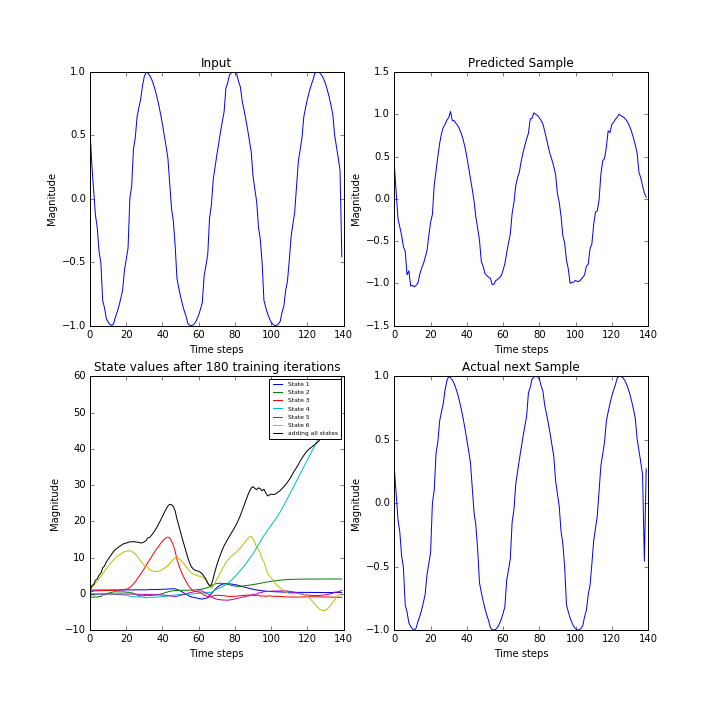 Input
Magnitude
1.0
0.5
0.0
−0.5
−1.0
0 20 40 60 80 100 120 140
Time steps
Predicted Sample
Magnitude
1.5
1.0
0.5
0.0
−0.5
−1.0
−1.5
0 20 40 60 80 100 120 140
Time steps
State values after 180 training iterations
Magnitude
60
50
40
30
20
10
0
−10
State 1
State 2
State 3
State 4
State 5
State 6
adding all states
0 20 40 60 80 100 120 140
Time steps
Actual next Sample
Magnitude
1.0
0.5
0.0
−0.5
−1.0
0 20 40 60 80 100 120 140
Time steps